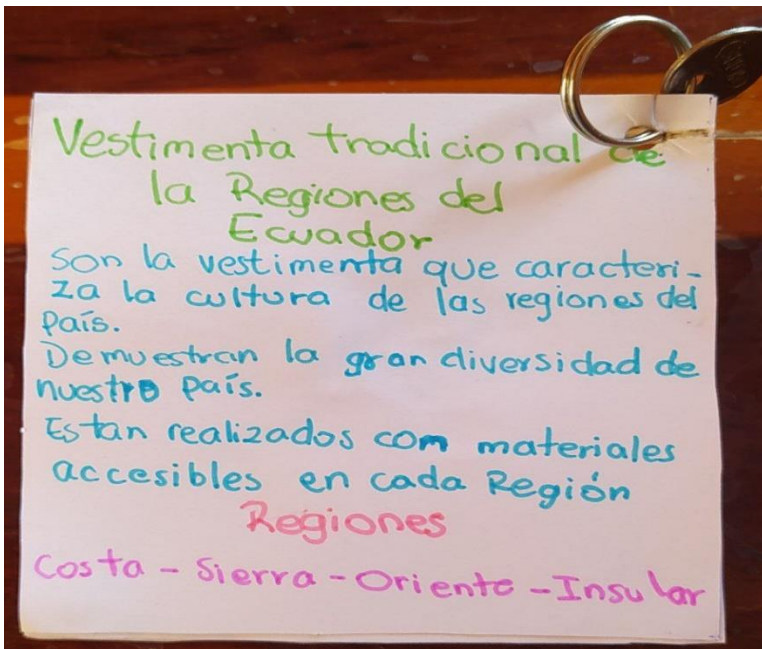 Vestimenta tradicional de
la Regiones del
Ecuador
Son la vestimenta que caracteri-
za la cultura de las regiones del
país.
Demuestran la gran diversidad de
nuestro país.
Estan realizados com materiales
accesibles en cada Región
Regiones
Costa - Sierra - Oriente - Insular